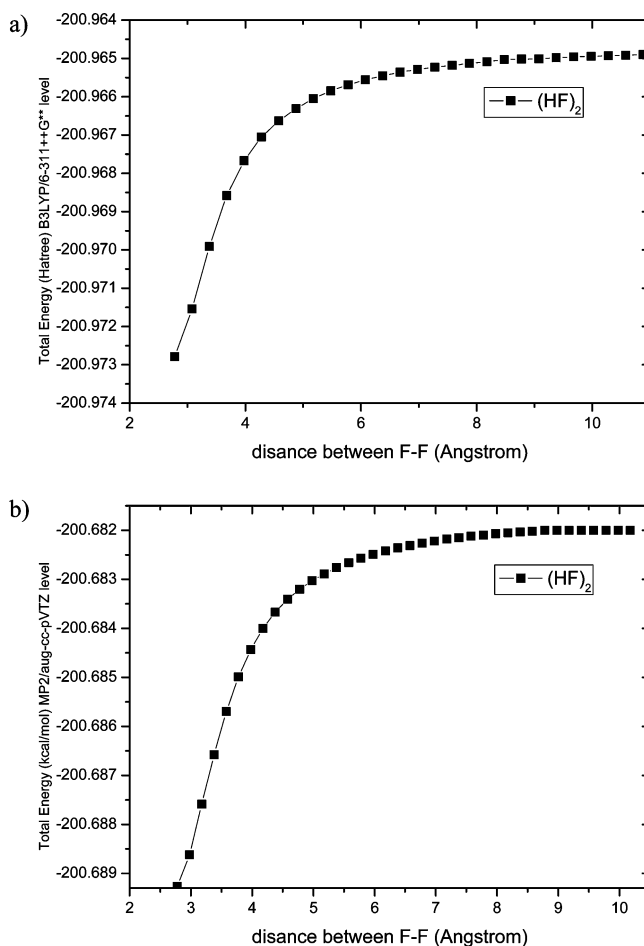 a)
-200.964
-200.965
-200.966
-200.967
-200.968
-200.969
-200.970
-200.971
-200.972
-200.973
-200.974
Total Energy (Hatree) B3LYP/6-311++G** level
(HF)2
2 4 6 8 10
disance between F-F (Angstrom)
b)
-200.682
-200.683
-200.684
-200.685
-200.686
-200.687
-200.688
-200.689
Total Energy (kcal/mol) MP2/aug-cc-pVTZ level
(HF)2
2 3 4 5 6 7 8 9 10
disance between F-F (Angstrom)